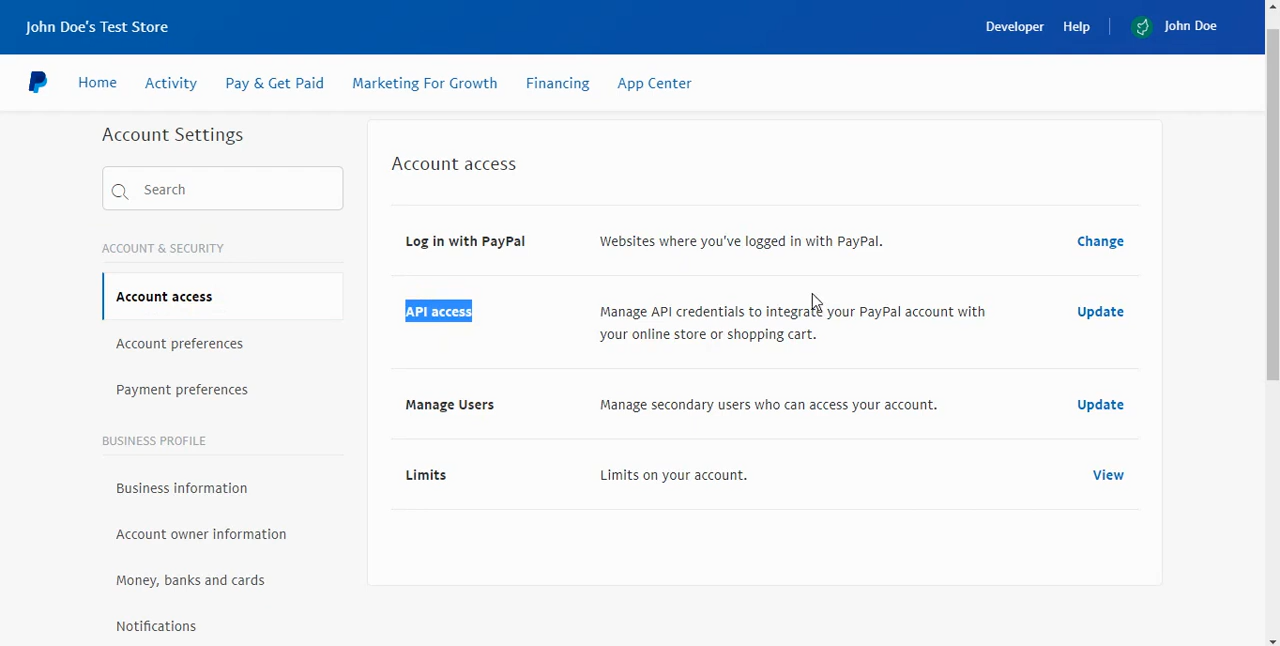 John Doe's Test Store
Developer Help John Doe
Home Activity Pay & Get Paid Marketing For Growth Financing App Center
Account Settings
Search
ACCOUNT & SECURITY
Account access
Account preferences
Payment preferences
BUSINESS PROFILE
Business information
Account owner information
Money, banks and cards
Notifications
Account access
Log in with PayPal Websites where you've logged in with PayPal. Change
API access Manage API credentials to integrate your PayPal account with Update
your online store or shopping cart.
Manage Users Manage secondary users who can access your account. Update
Limits Limits on your account. View